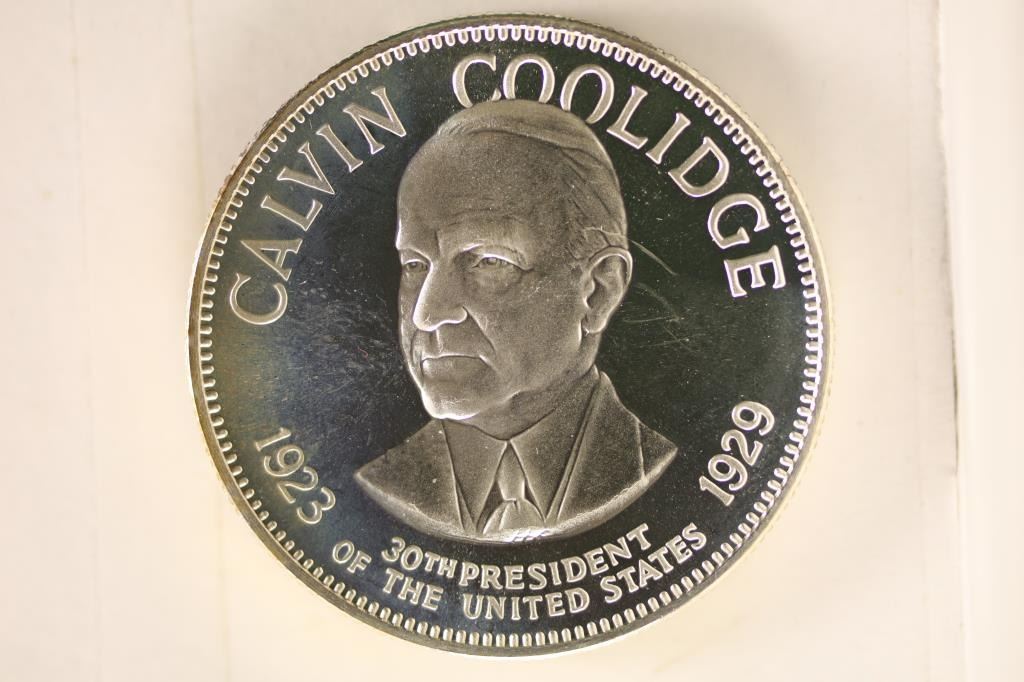 CALVIN COOLIDGE
1923
1929
30TH PRESIDENT
OF THE UNITED STATES